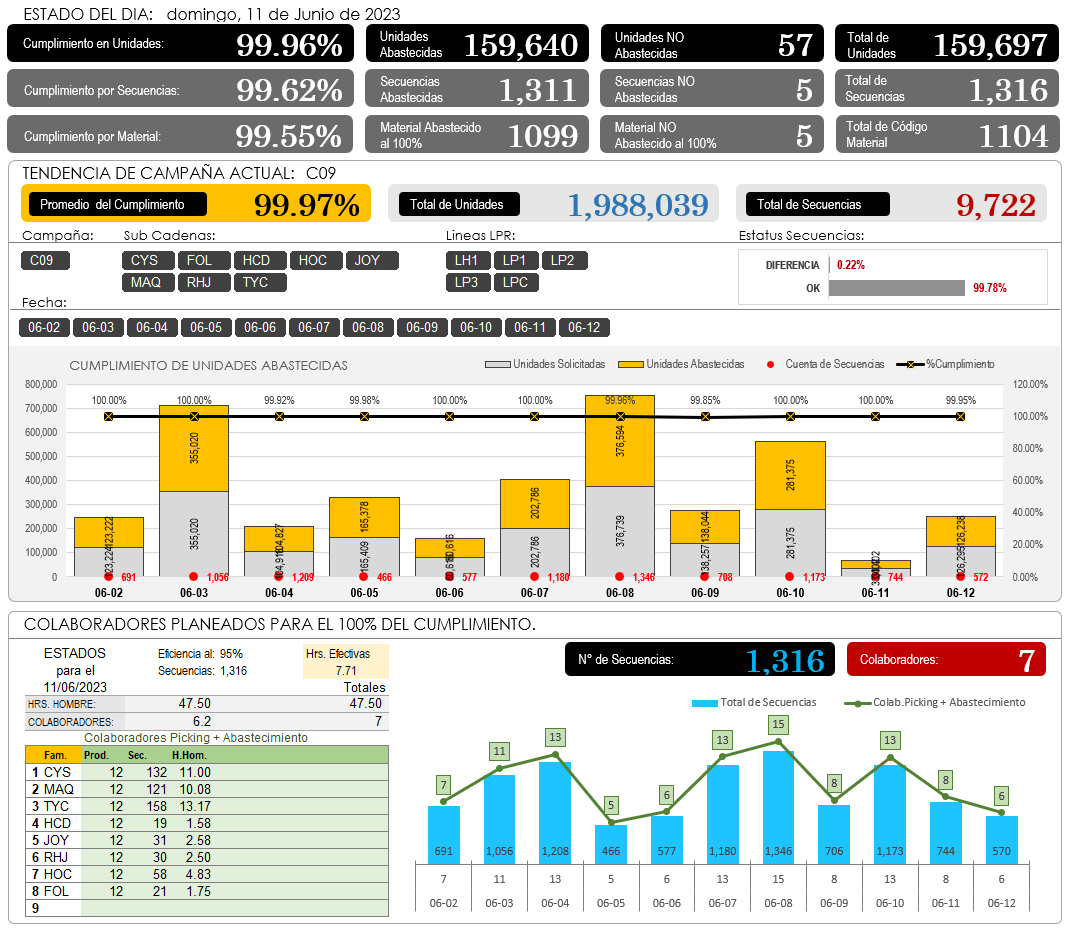 ESTADO DEL DIA: domingo, 11 de Junio de 2023
Cumplimiento en Unidades: 99.96%
Unidades Abastecidas 159,640
Unidades NO Abastecidas 57
Total de Unidades 159,697
Cumplimiento por Secuencias: 99.62%
Secuencias Abastecidas 1,311
Secuencias NO Abastecidas 5
Total de Secuencias 1,316
Cumplimiento por Material: 99.55%
Material Abastecido al 100% 1099
Material NO Abastecido al 100% 5
Total de Código Material 1104
TENDENCIA DE CAMPAÑA ACTUAL: C09
Promedio del Cumplimiento 99.97%
Total de Unidades 1,988,039
Total de Secuencias 9,722
Campaña: Sub Cadenas: Lineas LPR: Estatus Secuencias:
C09 CYS FOL HCD HOC JOY LH1 LP1 LP2
MAQ RHJ TYC LP3 LPC
DIFERENCIA 0.22%
OK 99.78%
Fecha:
06-02 06-03 06-04 06-05 06-06 06-07 06-08 06-09 06-10 06-11 06-12
CUMPLIMIENTO DE UNIDADES ABASTECIDAS
Unidades Solicitadas Unidades Abastecidas Cuenta de Secuencias %Cumplimiento
800,000 120.00%
700,000
600,000 100.00%
500,000 80.00%
400,000 60.00%
300,000
200,000 40.00%
100,000 20.00%
0 0.00%
100.00% 100.00% 99.92% 99.98% 100.00% 100.00% 99.96% 99.85% 100.00% 100.00% 99.95%
123,222 355,020 165,378 202,786 376,594 138,044 281,375 126,238
123,224 355,020 165,409 202,786 376,739 138,257 281,375 126,295
691 1,056 1,209 466 577 1,180 1,346 708 1,173 744 572
06-02 06-03 06-04 06-05 06-06 06-07 06-08 06-09 06-10 06-11 06-12
COLABORADORES PLANEADOS PARA EL 100% DEL CUMPLIMIENTO.
ESTADOS
para el
11/06/2023
Eficiencia al: 95%
Secuencias: 1,316
Hrs. Efectivas
7.71
Totales
HRS. HOMBRE: 47.50 47.50
COLABORADORES: 6.2 7
Colaboradores Picking + Abastecimiento
Fam. Prod. Sec. H.Hom.
1 CYS 12 132 11.00
2 MAQ 12 121 10.08
3 TYC 12 158 13.17
4 HCD 12 19 1.58
5 JOY 12 31 2.58
6 RHJ 12 30 2.50
7 HOC 12 58 4.83
8 FOL 12 21 1.75
9
N° de Secuencias: 1,316
Colaboradores: 7
Total de Secuencias Colab.Picking + Abastecimiento
7 11 13 5 6 13 15 8 13 8 6
691 1,056 1,208 466 577 1,180 1,346 706 1,173 744 570
7 11 13 5 6 13 15 8 13 8 6
06-02 06-03 06-04 06-05 06-06 06-07 06-08 06-09 06-10 06-11 06-12